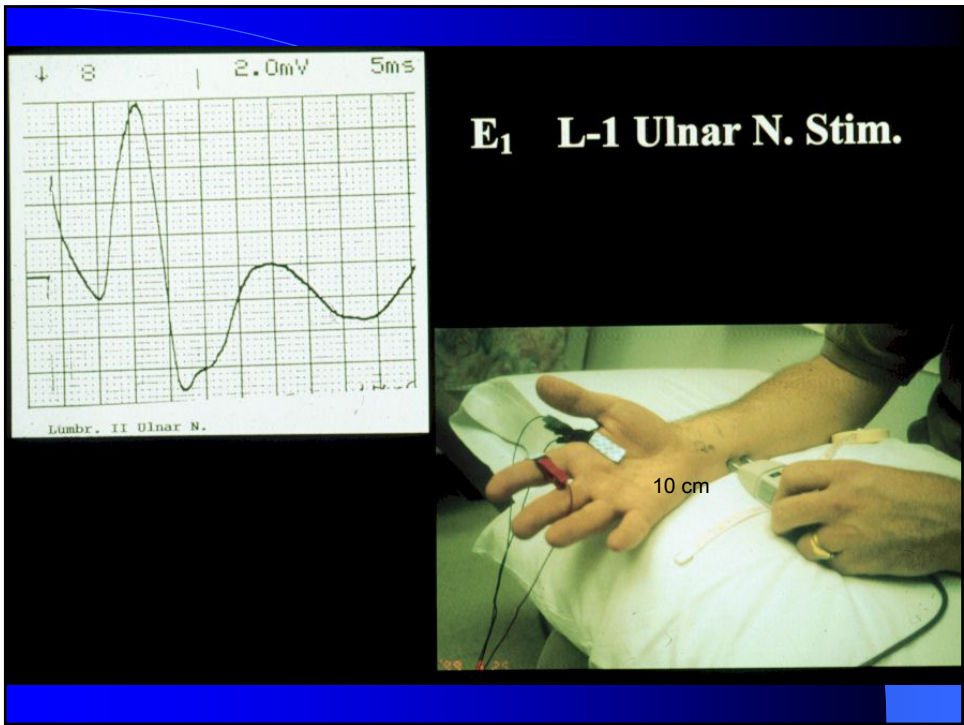 ↓ 8 2.0mV 5ms
E₁ L-1 Ulnar N. Stim.
Lumbr. II Ulnar N.
10 cm